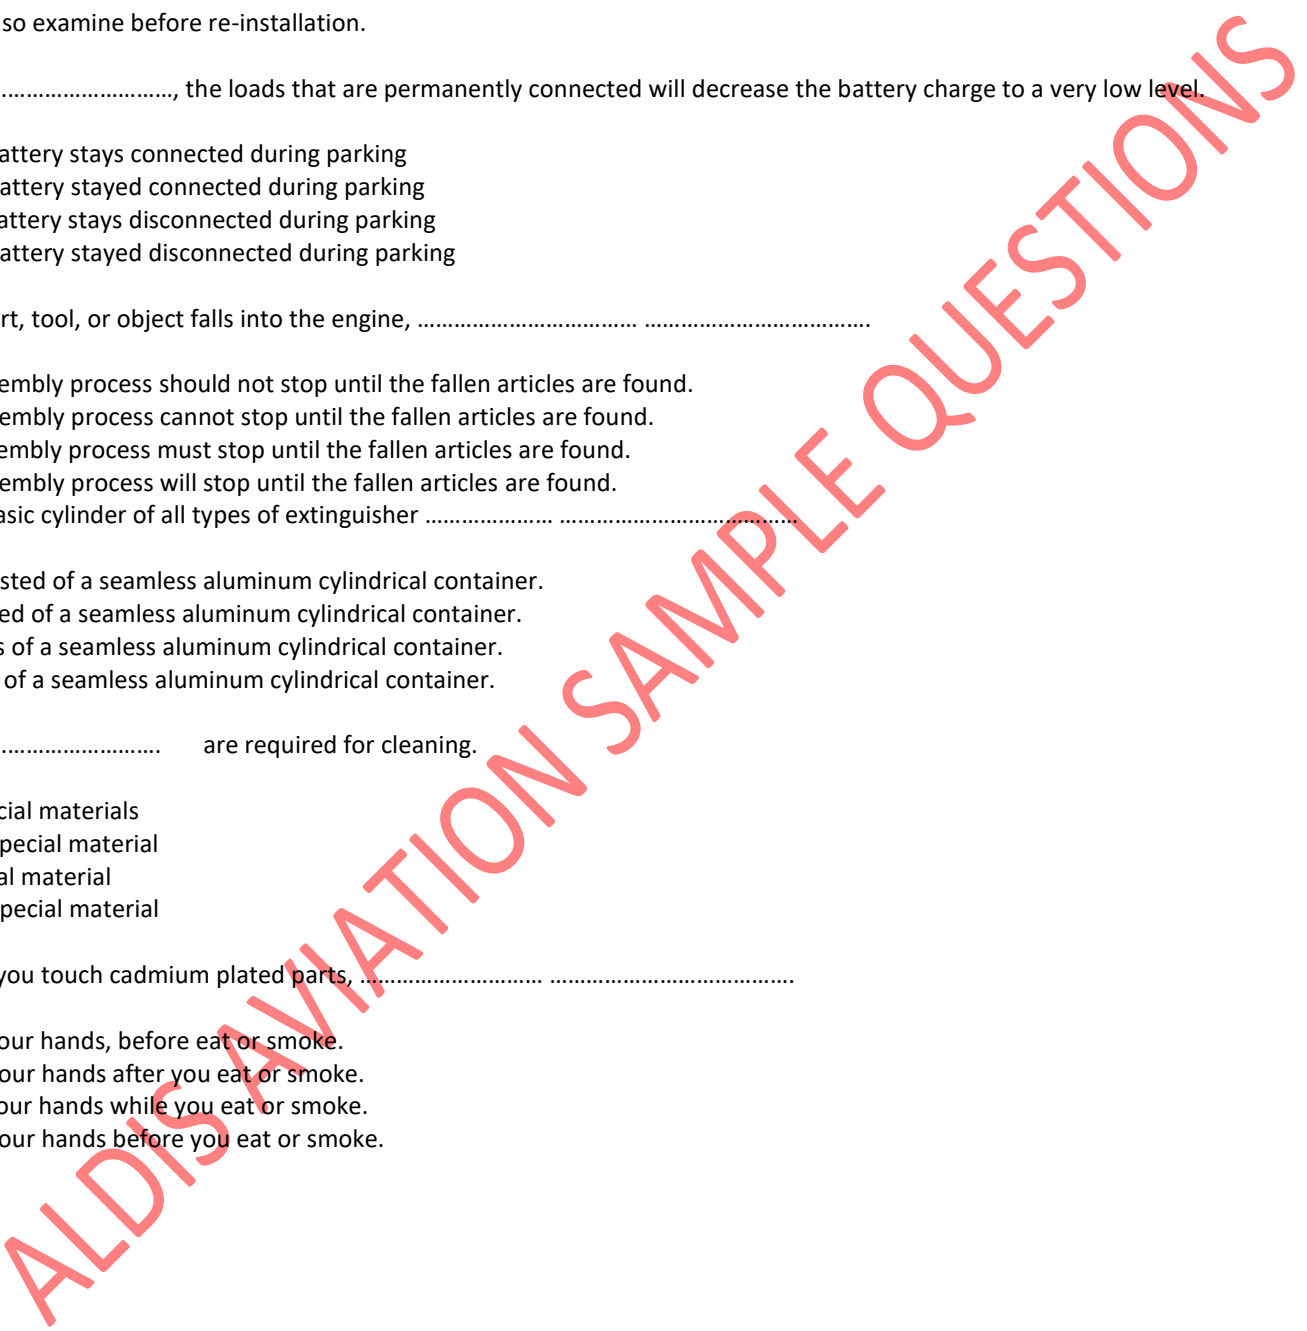 so examine before re-installation.
…………………………, the loads that are permanently connected will decrease the battery charge to a very low level.
attery stays connected during parking
attery stayed connected during parking
attery stays disconnected during parking
attery stayed disconnected during parking
rt, tool, or object falls into the engine, ……………………………… ……………………………….
embly process should not stop until the fallen articles are found.
embly process cannot stop until the fallen articles are found.
embly process must stop until the fallen articles are found.
embly process will stop until the fallen articles are found.
asic cylinder of all types of extinguisher ………………… …………………………………
sted of a seamless aluminum cylindrical container.
ed of a seamless aluminum cylindrical container.
s of a seamless aluminum cylindrical container.
of a seamless aluminum cylindrical container.
………………………. are required for cleaning.
cial materials
pecial material
al material
pecial material
you touch cadmium plated parts, ………………………… ………………………………….
our hands, before eat or smoke.
our hands after you eat or smoke.
our hands while you eat or smoke.
our hands before you eat or smoke.
ALDIS AVIATION SAMPLE QUESTIONS